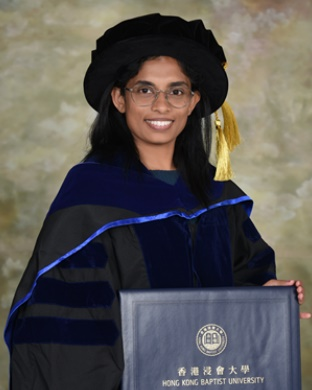 香港浸會大學
HONG KONG BAPTIST UNIVERSITY